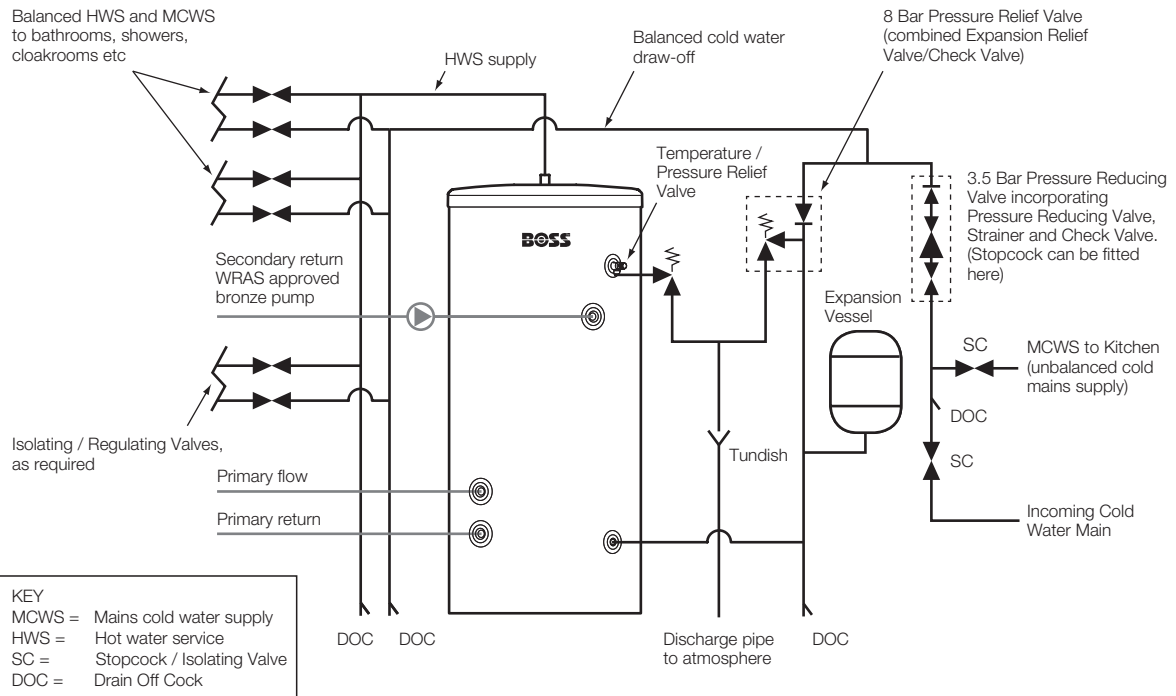 Balanced HWS and MCWS
to bathrooms, showers,
cloakrooms etc
HWS supply
Balanced cold water
draw-off
8 Bar Pressure Relief Valve
(combined Expansion Relief
Valve/Check Valve)
Temperature /
Pressure Relief
Valve
3.5 Bar Pressure Reducing
Valve incorporating
Pressure Reducing Valve,
Strainer and Check Valve.
(Stopcock can be fitted
here)
BOSS
Secondary return
WRAS approved
bronze pump
Expansion
Vessel
SC
MCWS to Kitchen
(unbalanced cold
mains supply)
DOC
SC
Isolating / Regulating Valves,
as required
Tundish
Primary flow
Primary return
Incoming Cold
Water Main
KEY
MCWS = Mains cold water supply
HWS = Hot water service
SC = Stopcock / Isolating Valve
DOC = Drain Off Cock
DOC
DOC
Discharge pipe
to atmosphere
DOC